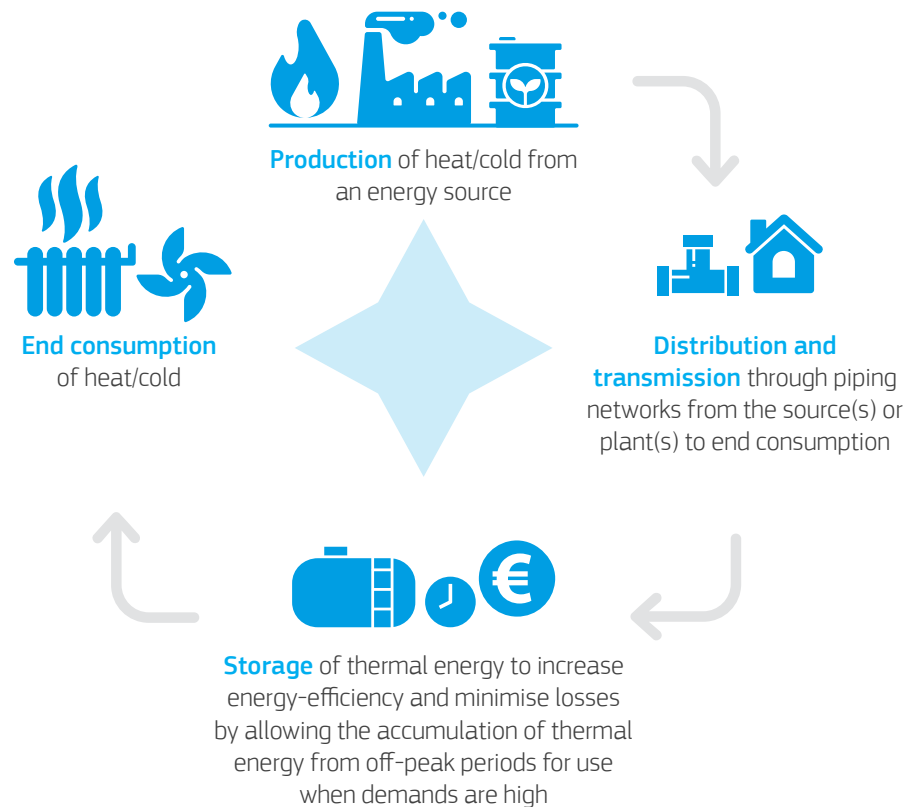 Production of heat/cold from
an energy source
Distribution and
transmission through piping
networks from the source(s) or
plant(s) to end consumption
€
Storage of thermal energy to increase
energy-efficiency and minimise losses
by allowing the accumulation of thermal
energy from off-peak periods for use
when demands are high
End consumption
of heat/cold